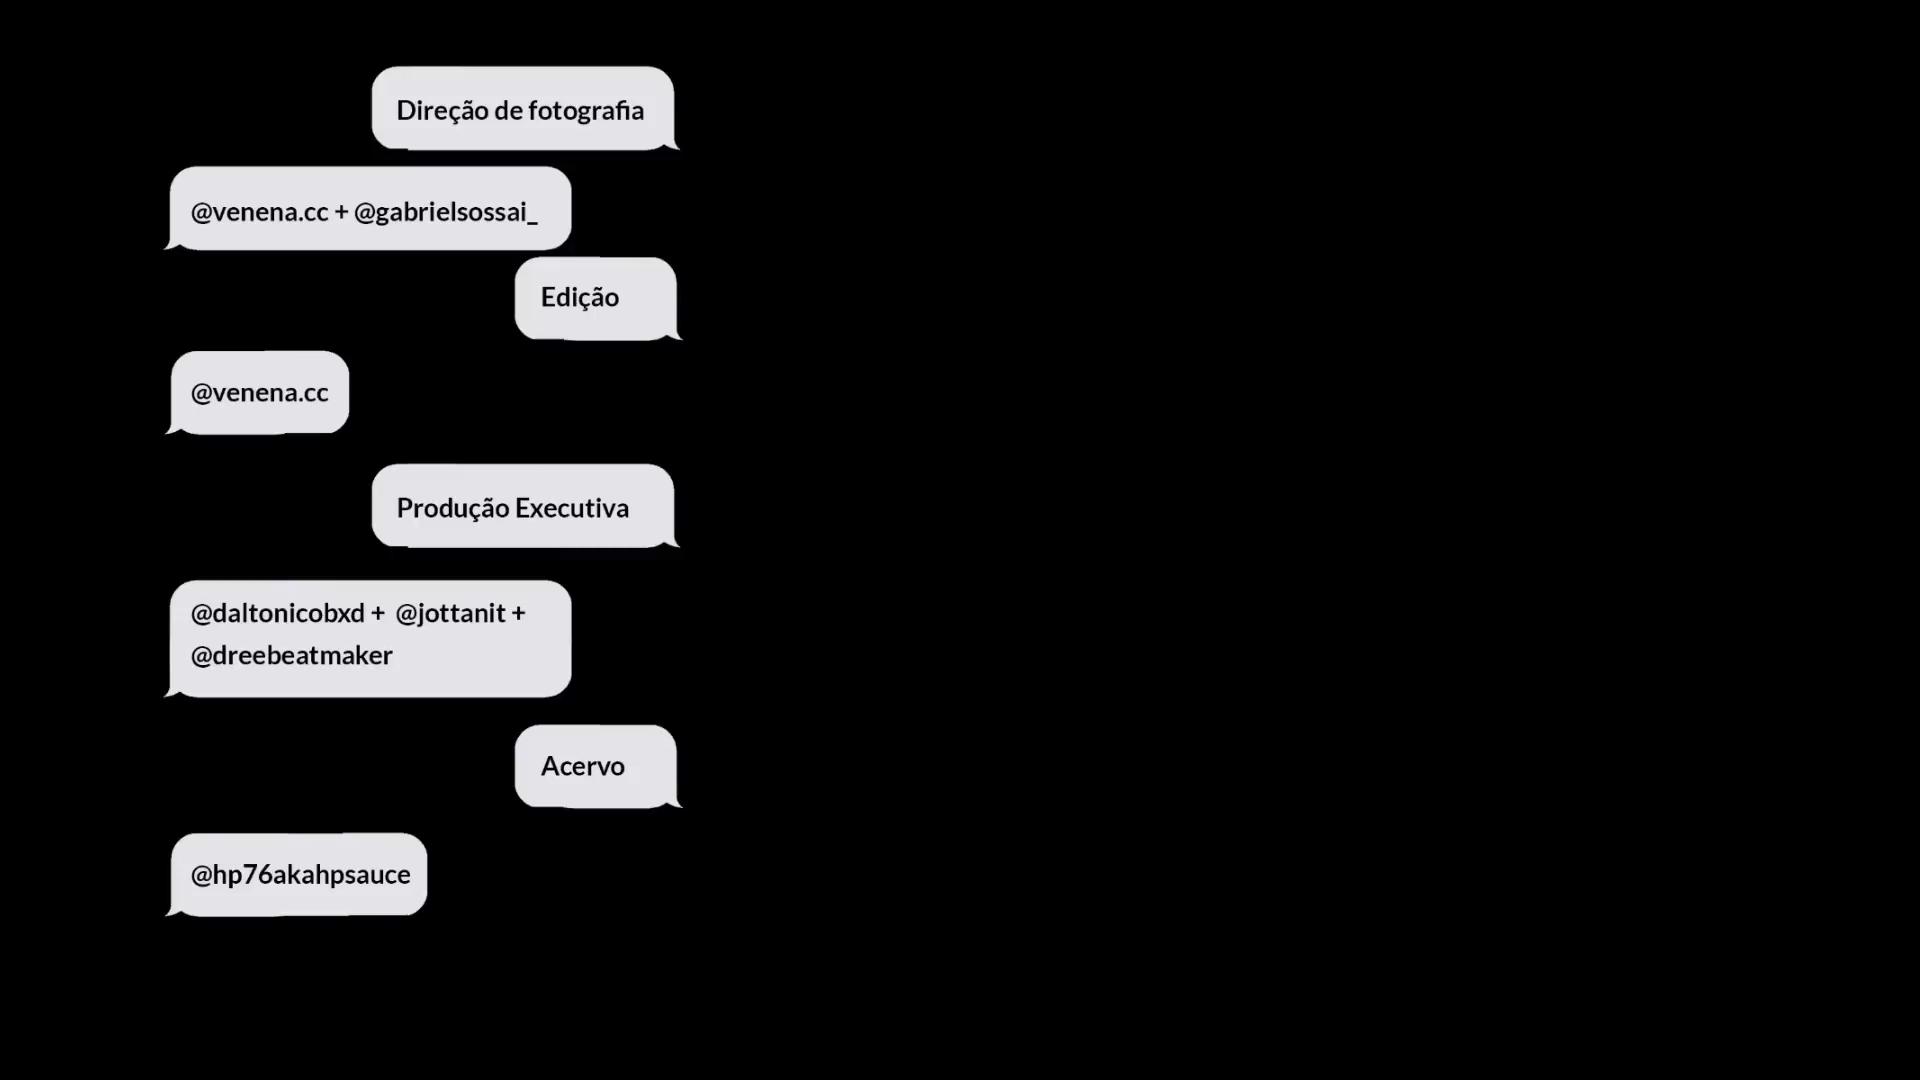 Direção de fotografia
@venena.cc + @gabrielsossai_
Edição
@venena.cc
Produção Executiva
@daltonicobxd + @jottanit +
@dreebeatmaker
Acervo
@hp76akahpsauce